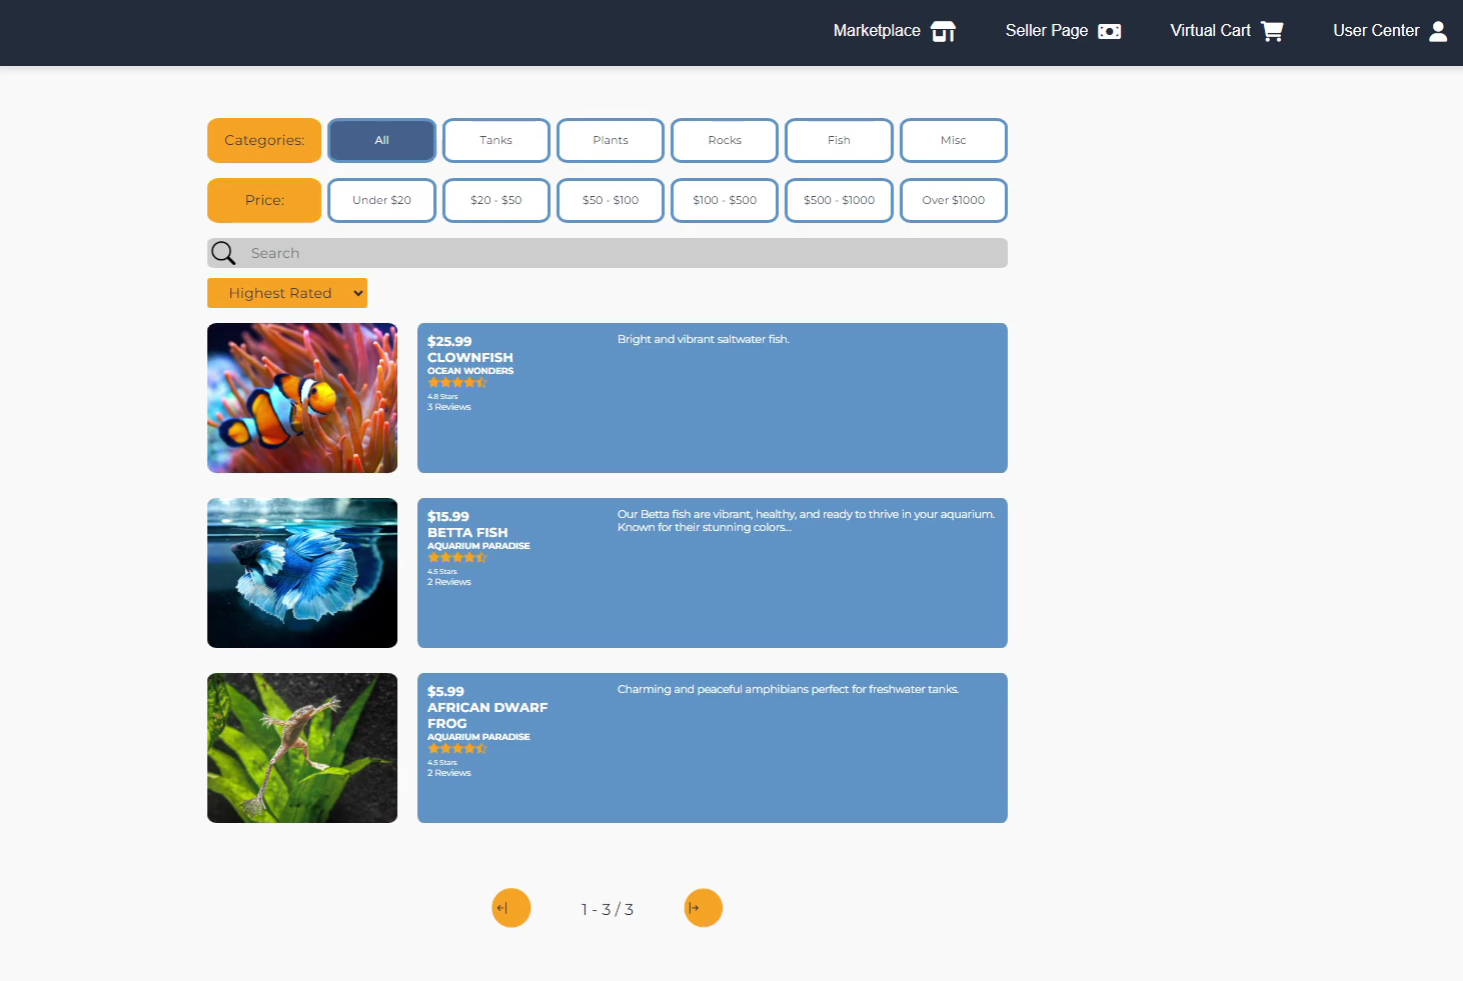 Marketplace
Seller Page
Virtual Cart
User Center
Categories:
All
Tanks
Plants
Rocks
Fish
Misc
Price:
Under $20
$20 - $50
$50 - $100
$100 - $500
$500 - $1000
Over $1000
Search
Highest Rated
$25.99
CLOWNFISH
OCEAN WONDERS
4.8 Stars
3 Reviews
Bright and vibrant saltwater fish.
$15.99
BETTA FISH
AQUARIUM PARADISE
4.5 Stars
2 Reviews
Our Betta fish are vibrant, healthy, and ready to thrive in your aquarium.
Known for their stunning colors...
$5.99
AFRICAN DWARF
FROG
AQUARIUM PARADISE
4.5 Stars
2 Reviews
Charming and peaceful amphibians perfect for freshwater tanks.
1 - 3 / 3